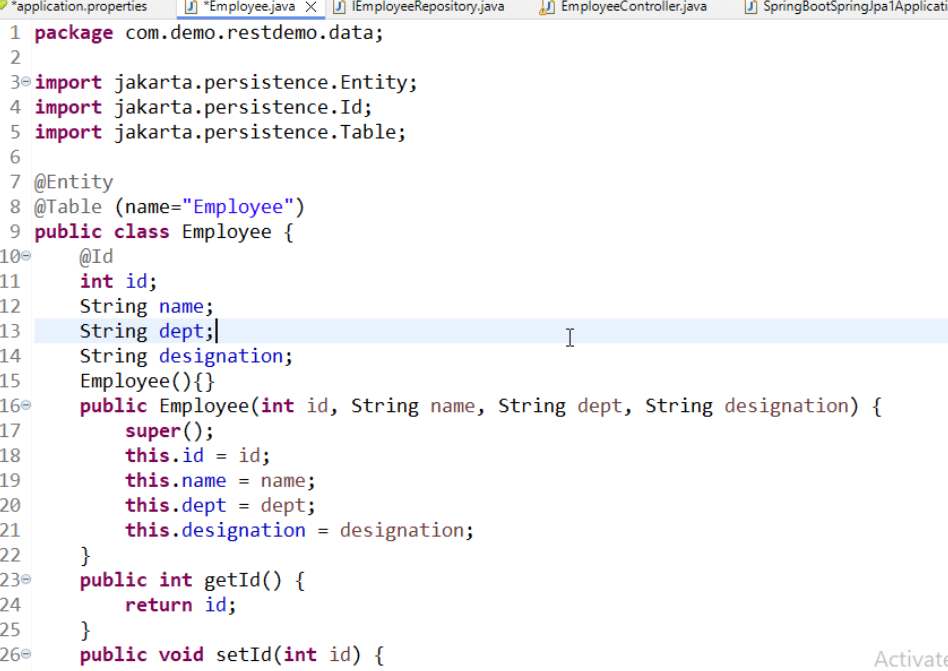 *application.properties *Employee.java IEmployeeRepository.java EmployeeController.java SpringBootSpringJpa1Applicati
1 package com.demo.restdemo.data;
2
3 import jakarta.persistence.Entity;
4 import jakarta.persistence.Id;
5 import jakarta.persistence.Table;
6
7 @Entity
8 @Table (name="Employee")
9 public class Employee {
10 @Id
11 int id;
12 String name;
13 String dept;
14 String designation;
15 Employee(){}
16 public Employee(int id, String name, String dept, String designation) {
17 super();
18 this.id = id;
19 this.name = name;
20 this.dept = dept;
21 this.designation = designation;
22 }
23 public int getId() {
24 return id;
25 }
26 public void setId(int id) {
Activate